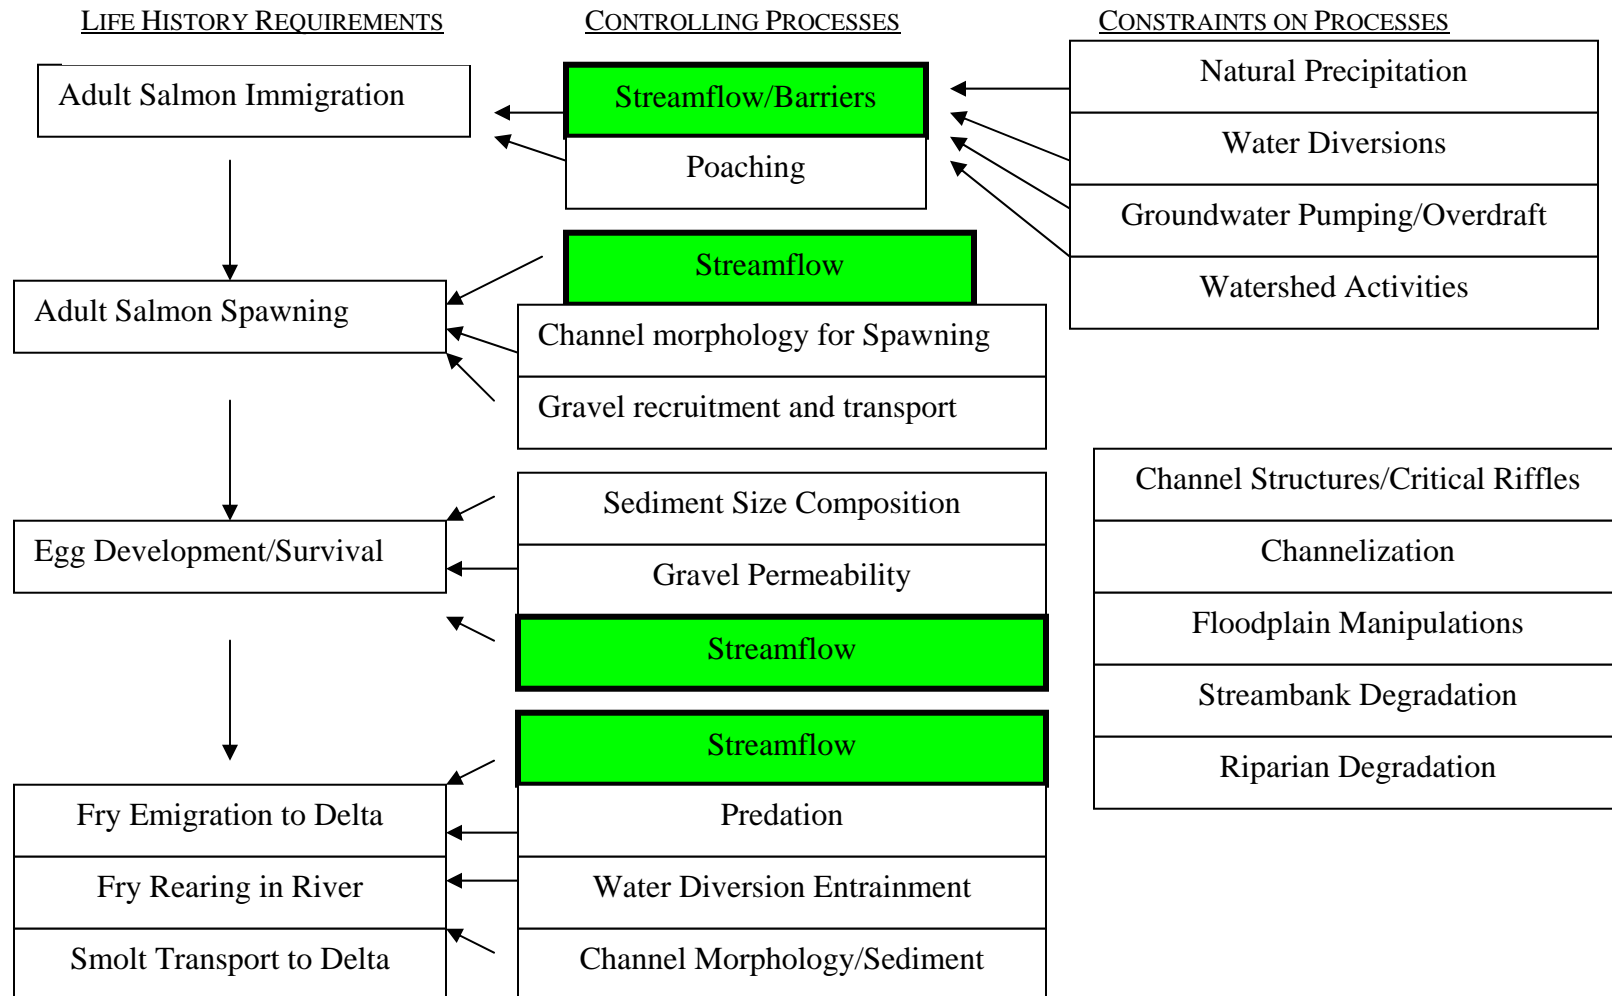 LIFE HISTORY REQUIREMENTS
CONTROLLING PROCESSES
CONSTRAINTS ON PROCESSES
Adult Salmon Immigration
Streamflow/Barriers
Poaching
Natural Precipitation
Water Diversions
Groundwater Pumping/Overdraft
Watershed Activities
Adult Salmon Spawning
Streamflow
Channel morphology for Spawning
Gravel recruitment and transport
Egg Development/Survival
Sediment Size Composition
Gravel Permeability
Streamflow
Channel Structures/Critical Riffles
Channelization
Floodplain Manipulations
Streambank Degradation
Riparian Degradation
Fry Emigration to Delta
Fry Rearing in River
Smolt Transport to Delta
Streamflow
Predation
Water Diversion Entrainment
Channel Morphology/Sediment